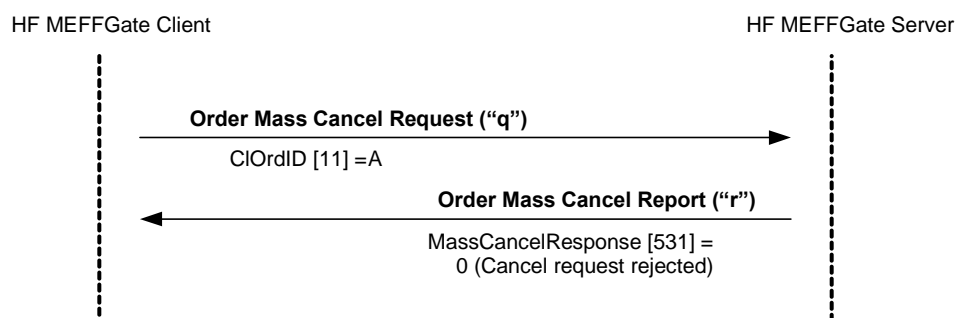 HF MEFFGate Client
HF MEFFGate Server
Order Mass Cancel Request (“q”)
ClOrdID [11] =A
Order Mass Cancel Report (“r”)
MassCancelResponse [531] =
0 (Cancel request rejected)